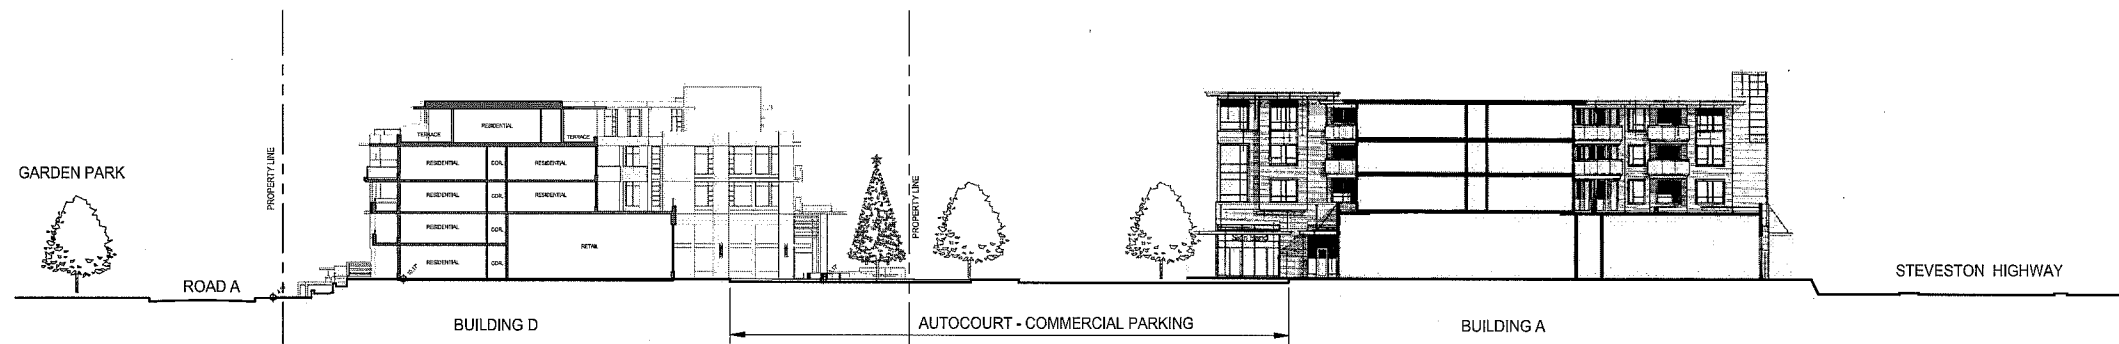 GARDEN PARK
PROPERTY LINE
ROAD A
TERRACE
RESIDENTIAL
TERRACE
RESIDENTIAL
COR.
RESIDENTIAL
RESIDENTIAL
COR.
RESIDENTIAL
RESIDENTIAL
COR.
RETAIL
RESIDENTIAL
COR.
BUILDING D
PROPERTY LINE
AUTOCOURT - COMMERCIAL PARKING
BUILDING A
STEVESTON HIGHWAY